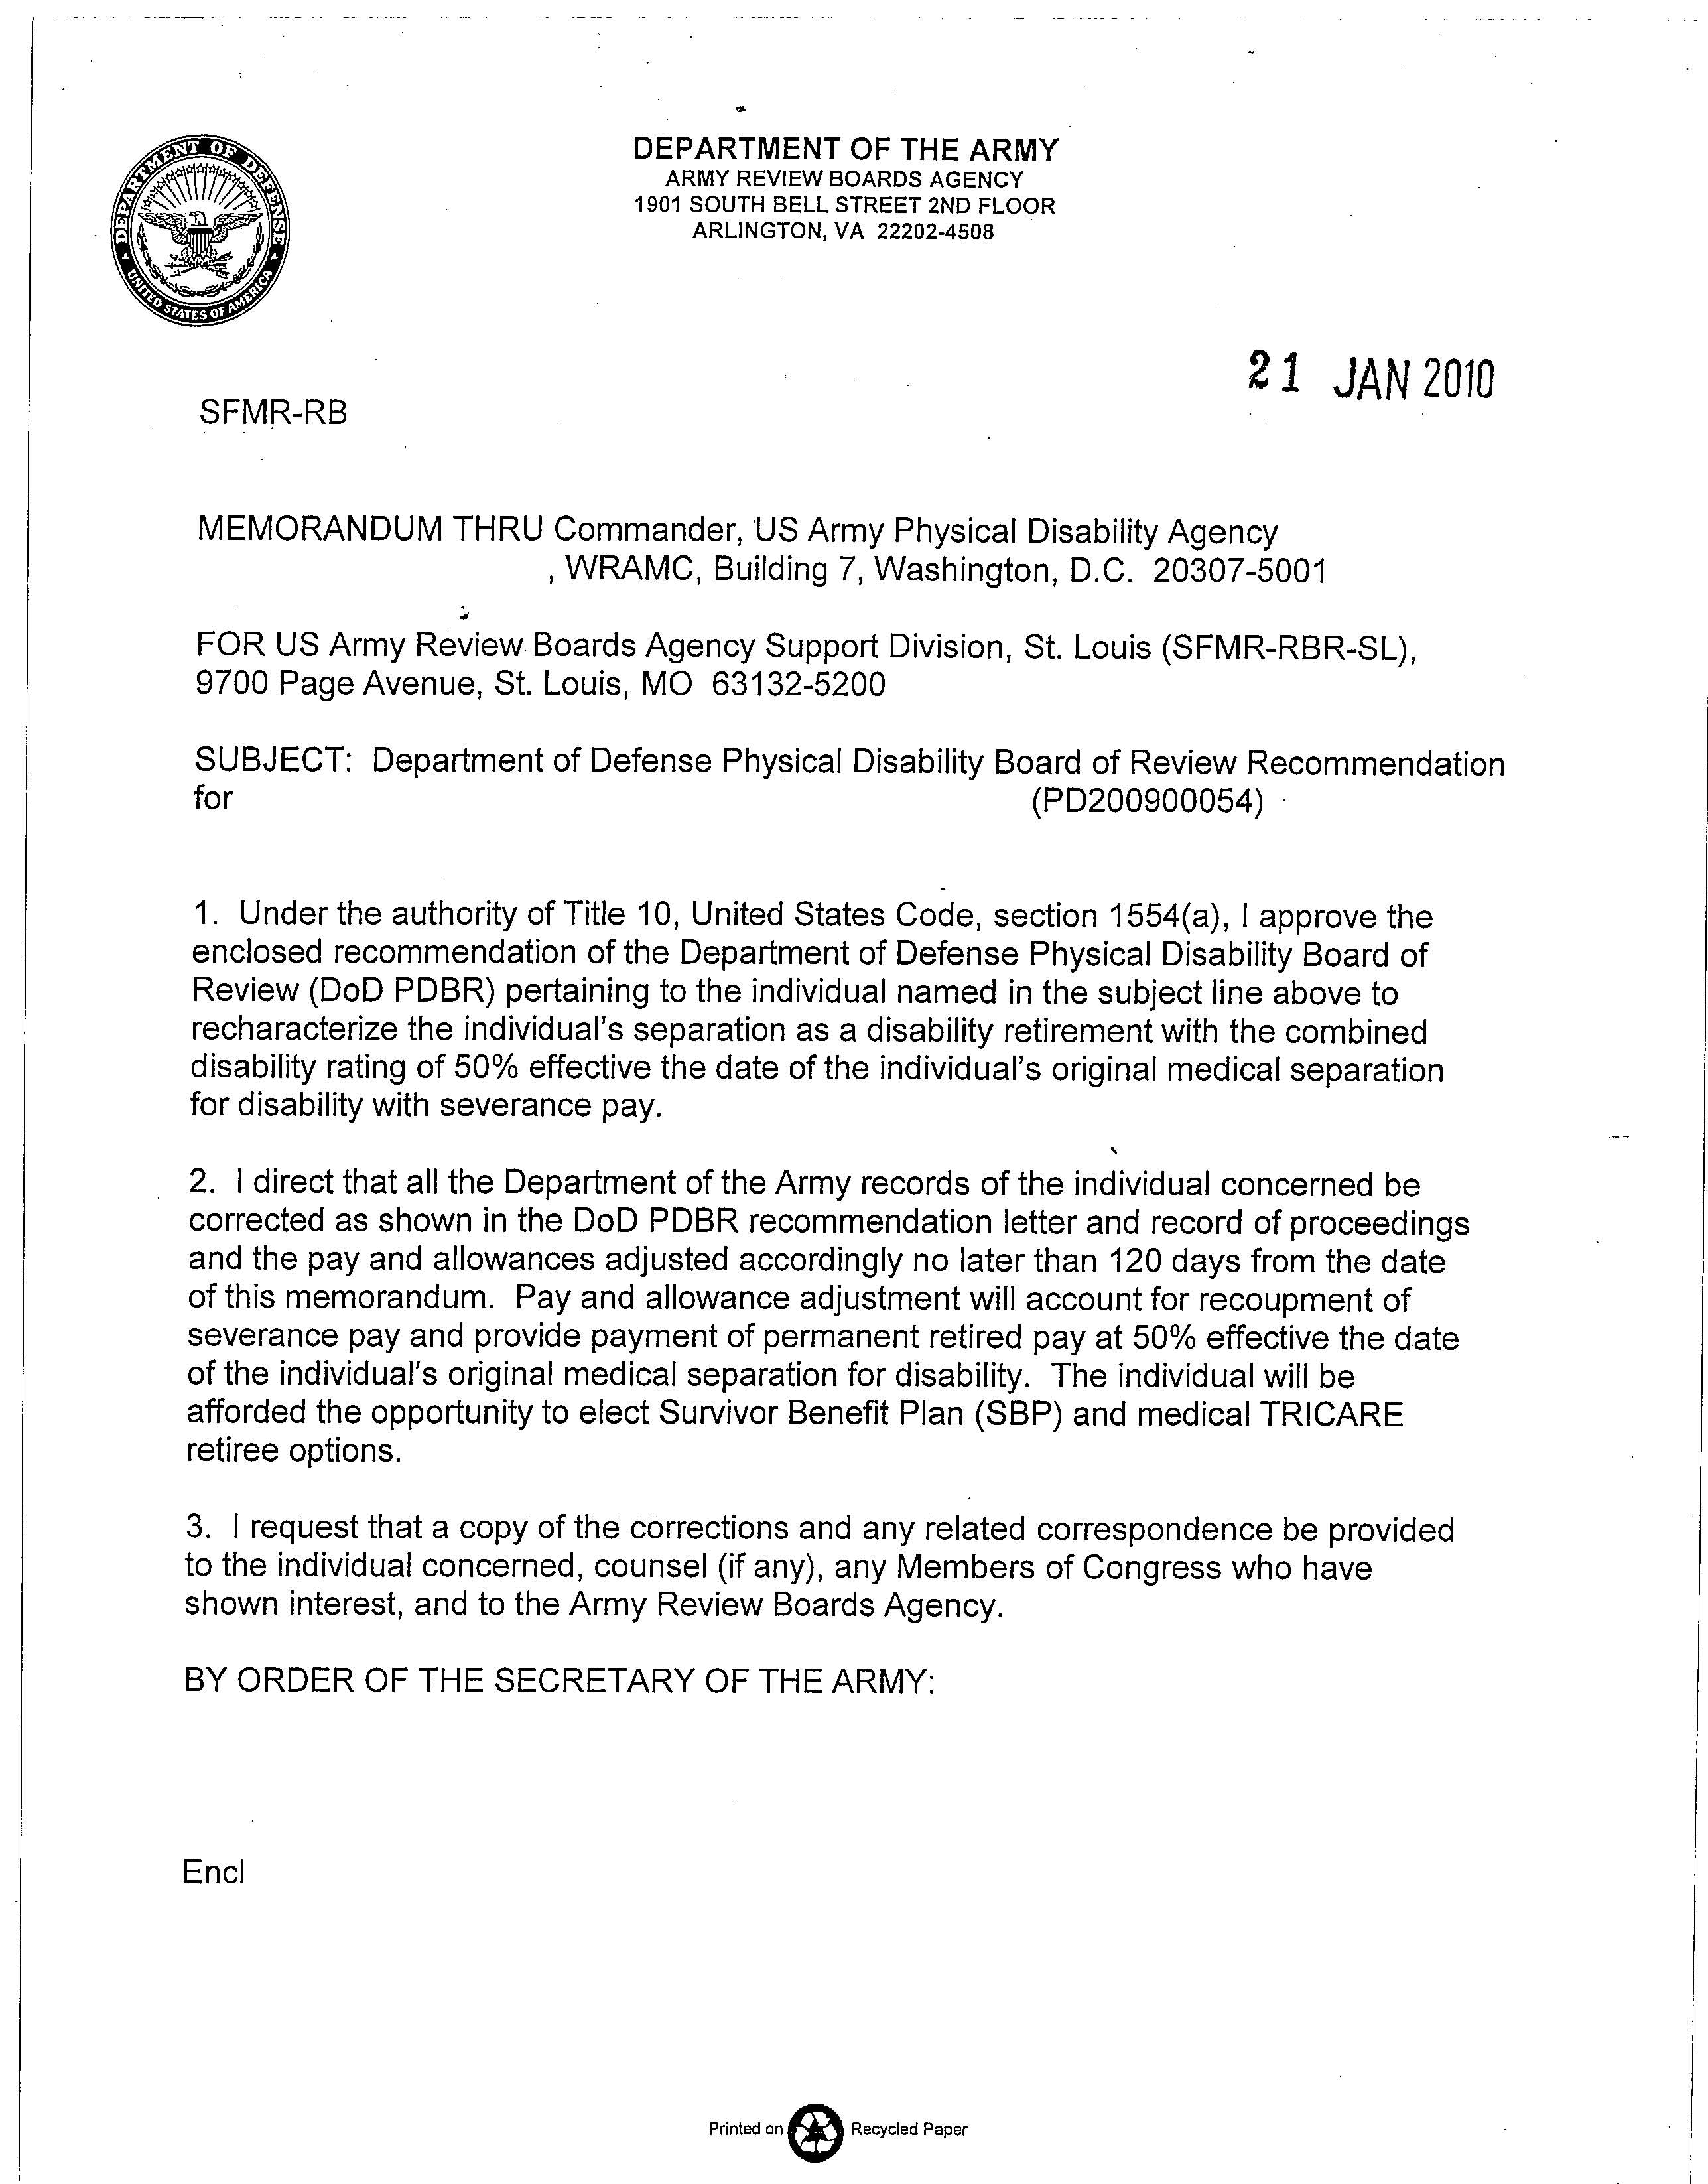 DEPARTMENT OF DEFENSE
UNITED STATES OF AMERICA
DEPARTMENT OF THE ARMY
ARMY REVIEW BOARDS AGENCY
1901 SOUTH BELL STREET 2ND FLOOR
ARLINGTON, VA 22202-4508
21 JAN 2010
SFMR-RB
MEMORANDUM THRU Commander, US Army Physical Disability Agency
, WRAMC, Building 7, Washington, D.C. 20307-5001
FOR US Army Review Boards Agency Support Division, St. Louis (SFMR-RBR-SL),
9700 Page Avenue, St. Louis, MO 63132-5200
SUBJECT: Department of Defense Physical Disability Board of Review Recommendation
for (PD200900054)
1. Under the authority of Title 10, United States Code, section 1554(a), I approve the
enclosed recommendation of the Department of Defense Physical Disability Board of
Review (DoD PDBR) pertaining to the individual named in the subject line above to
recharacterize the individual's separation as a disability retirement with the combined
disability rating of 50% effective the date of the individual's original medical separation
for disability with severance pay.
2. I direct that all the Department of the Army records of the individual concerned be
corrected as shown in the DoD PDBR recommendation letter and record of proceedings
and the pay and allowances adjusted accordingly no later than 120 days from the date
of this memorandum. Pay and allowance adjustment will account for recoupment of
severance pay and provide payment of permanent retired pay at 50% effective the date
of the individual's original medical separation for disability. The individual will be
afforded the opportunity to elect Survivor Benefit Plan (SBP) and medical TRICARE
retiree options.
3. I request that a copy of the corrections and any related correspondence be provided
to the individual concerned, counsel (if any), any Members of Congress who have
shown interest, and to the Army Review Boards Agency.
BY ORDER OF THE SECRETARY OF THE ARMY:
Encl
Printed on Recycled Paper